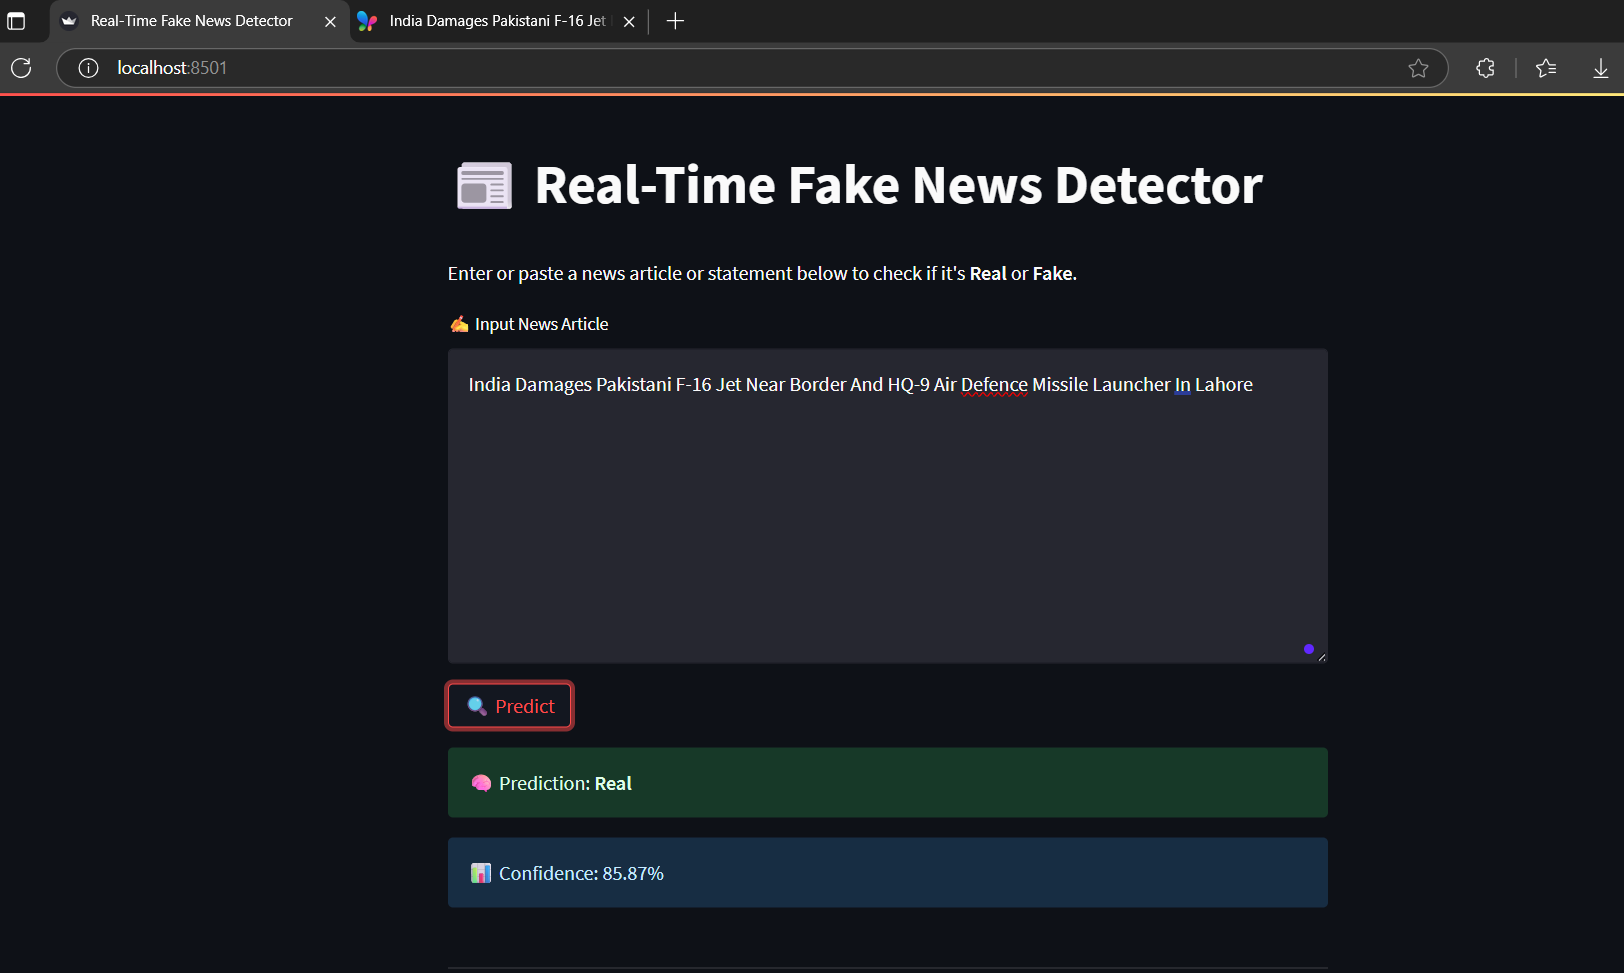 Real-Time Fake News Detector
India Damages Pakistani F-16 Jet
localhost:8501
Real-Time Fake News Detector
Enter or paste a news article or statement below to check if it's Real or Fake.
Input News Article
India Damages Pakistani F-16 Jet Near Border And HQ-9 Air Defence Missile Launcher In Lahore
Predict
Prediction: Real
Confidence: 85.87%